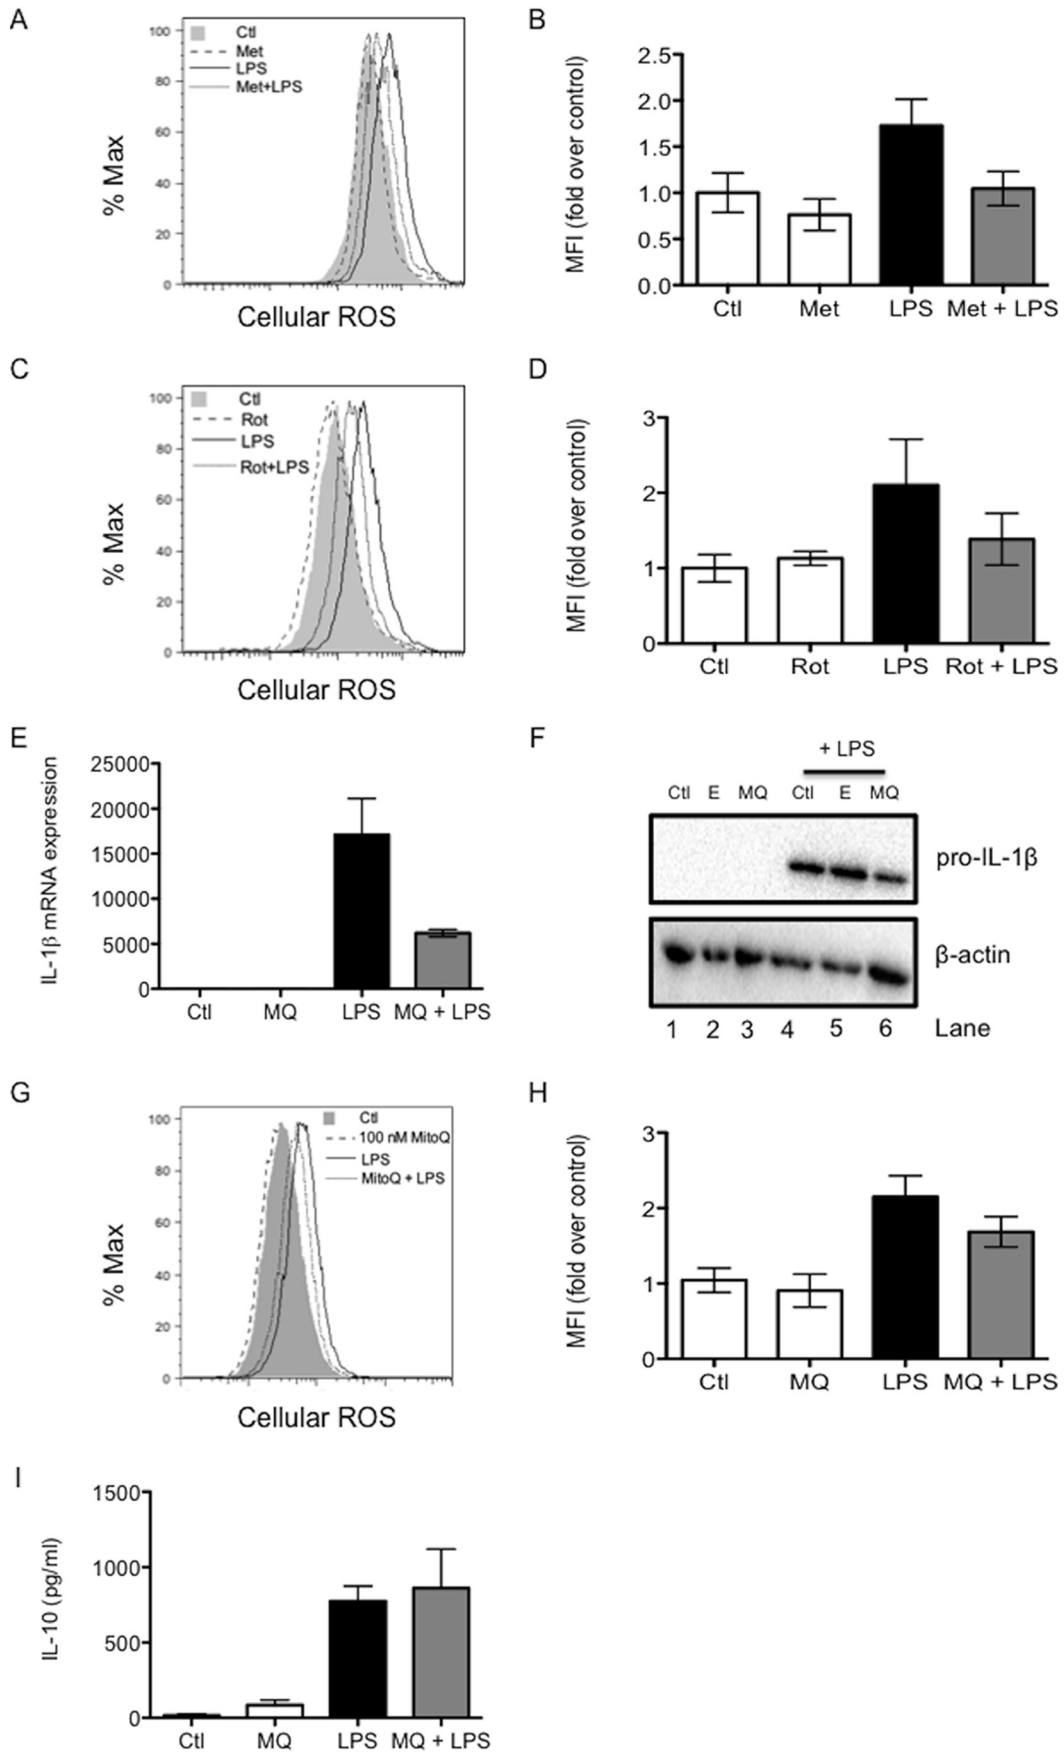 A
Ctl
Met
LPS
Met+LPS
100
80
60
40
20
0
% Max
Cellular ROS
B
2.5
2.0
1.5
1.0
0.5
0.0
MFI (fold over control)
Ctl Met LPS Met + LPS
C
Ctl
Rot
LPS
Rot+LPS
100
80
60
40
20
0
% Max
Cellular ROS
D
3
2
1
0
MFI (fold over control)
Ctl Rot LPS Rot + LPS
E
25000
20000
15000
10000
5000
0
IL-1β mRNA expression
Ctl MQ LPS MQ + LPS
F
+ LPS
Ctl E MQ Ctl E MQ
pro-IL-1β
β-actin
1 2 3 4 5 6 Lane
G
Ctl
100 nM MitoQ
LPS
MitoQ + LPS
100
80
60
40
20
0
% Max
Cellular ROS
H
3
2
1
0
MFI (fold over control)
Ctl MQ LPS MQ + LPS
I
1500
1000
500
0
IL-10 (pg/ml)
Ctl MQ LPS MQ + LPS